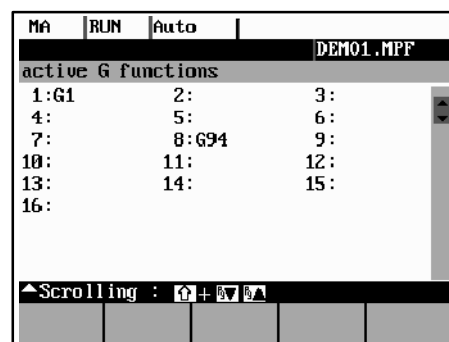 MA RUN Auto
DEMO1.MPF
active G functions
1:G1 2: 3:
4: 5: 6:
7: 8:G94 9:
10: 11: 12:
13: 14: 15:
16:
Scrolling : +